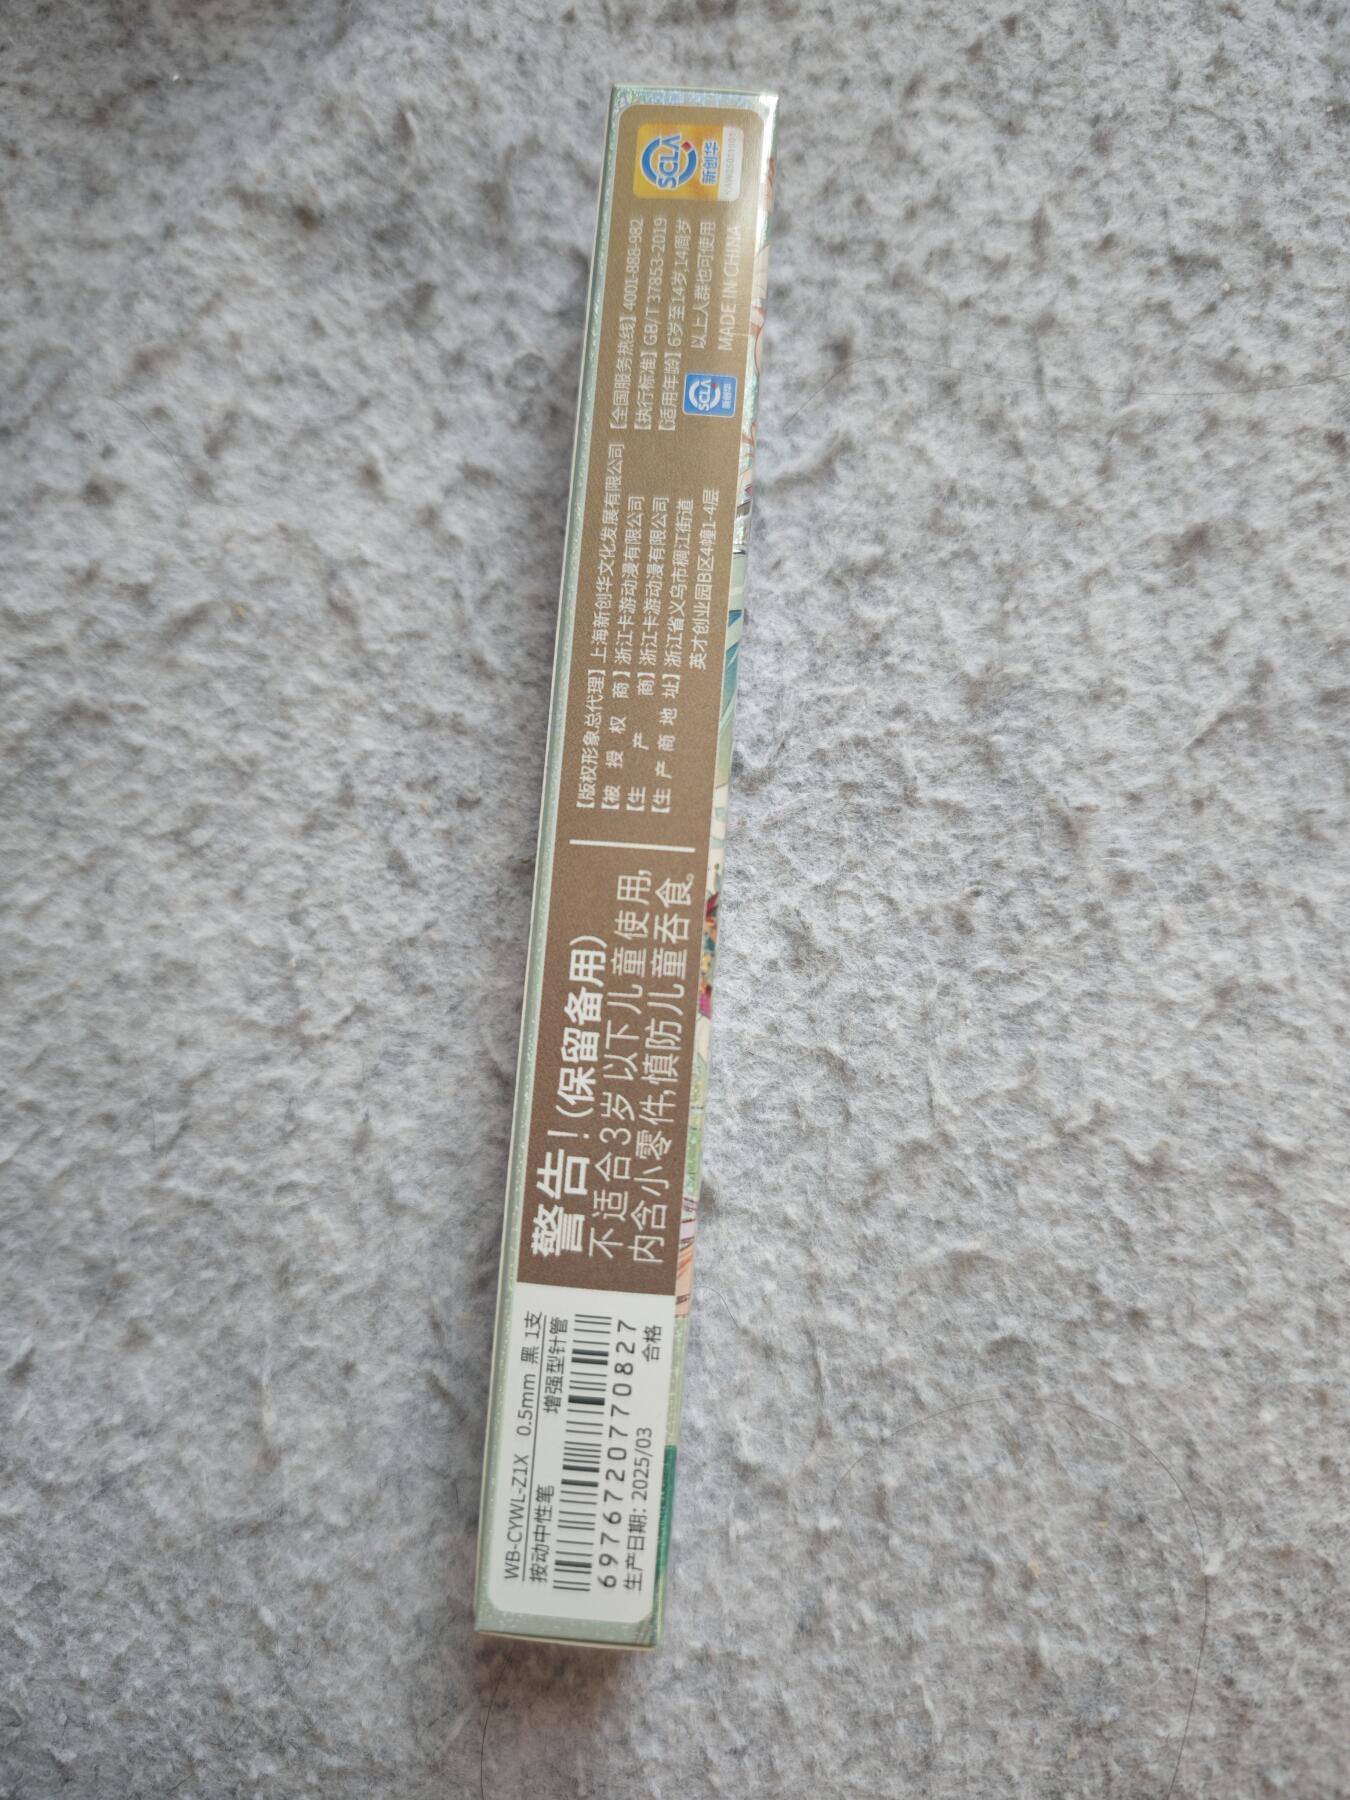 WB-CYWL-Z1X 0.5mm 黑 1支
按动中性笔 增强型针管
6976720770827
生产日期: 2025/03 合格
警告！(保留备用)
不适合3岁以下儿童使用,
内含小零件,慎防儿童吞食。
【版权形象总代理】上海新创华文化发展有限公司
【被授权商】浙江卡游动漫有限公司
【生产商】浙江卡游动漫有限公司
【生产商地址】浙江省义乌市稠江街道
英才创业园B区4幢1-4层
【全国服务热线】4001-888-982
【执行标准】GB/T 37853-2019
【适用年龄】6岁至14岁,14周岁
以上人群也可使用
MADE IN CHINA
SCLA
新创华
SCLA
新创华